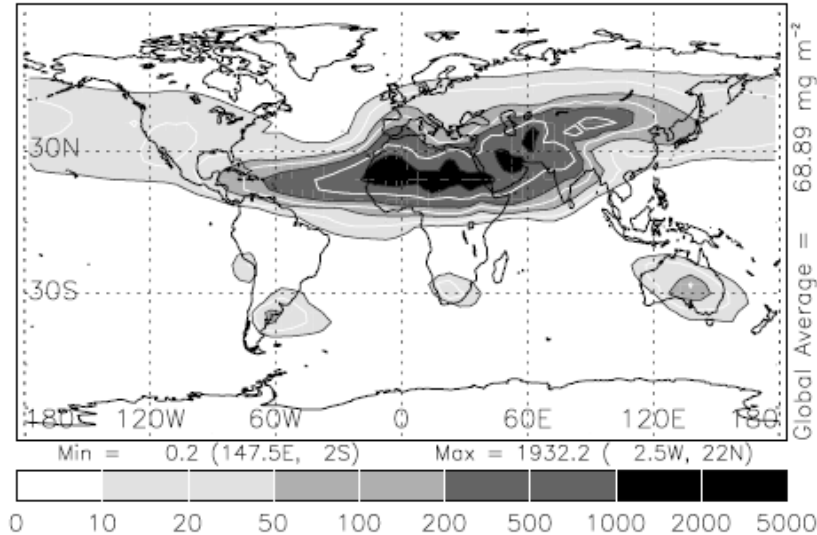 30N
30S
180 120W 60W 0 60E 120E 180
Global Average = 68.89 mg m⁻²
Min = 0.2 (147.5E, 2S) Max = 1932.2 ( 2.5W, 22N)
0 10 20 50 100 200 500 1000 2000 5000